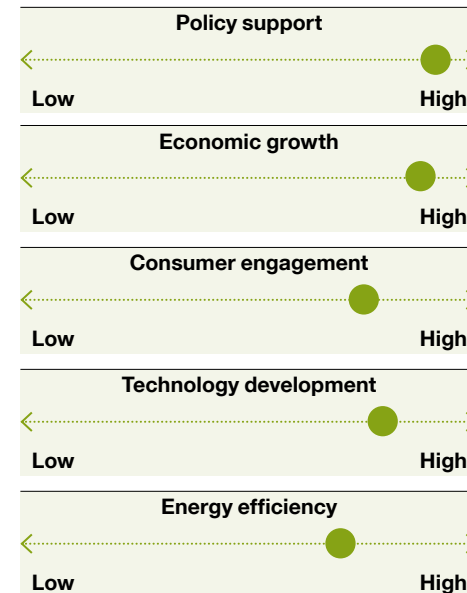 Policy support
Low High
Economic growth
Low High
Consumer engagement
Low High
Technology development
Low High
Energy efficiency
Low High